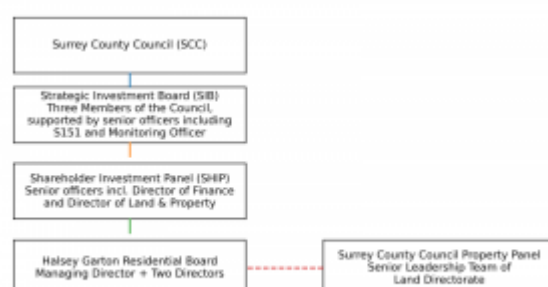 Surrey County Council (SCC)
Strategic Investment Board (SIB)
Three Members of the Council,
supported by senior officers including
S151 and Monitoring Officer
Shareholder Investment Panel (SHIP)
Senior officers incl. Director of Finance
and Director of Land & Property
Halsey Garton Residential Board
Managing Director + Two Directors
Surrey County Council Property Panel
Senior Leadership Team of
Land Directorate